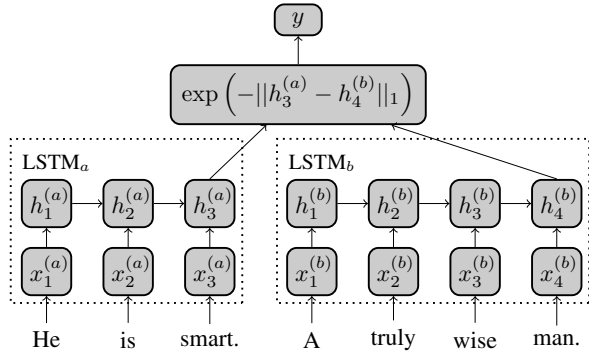 y
exp (−||h₃⁽ᵃ⁾ − h₄⁽ᵇ⁾||₁)
LSTMₐ LSTM_b
h₁⁽ᵃ⁾ h₂⁽ᵃ⁾ h₃⁽ᵃ⁾ h₁⁽ᵇ⁾ h₂⁽ᵇ⁾ h₃⁽ᵇ⁾ h₄⁽ᵇ⁾
x₁⁽ᵃ⁾ x₂⁽ᵃ⁾ x₃⁽ᵃ⁾ x₁⁽ᵇ⁾ x₂⁽ᵇ⁾ x₃⁽ᵇ⁾ x₄⁽ᵇ⁾
He is smart. A truly wise man.